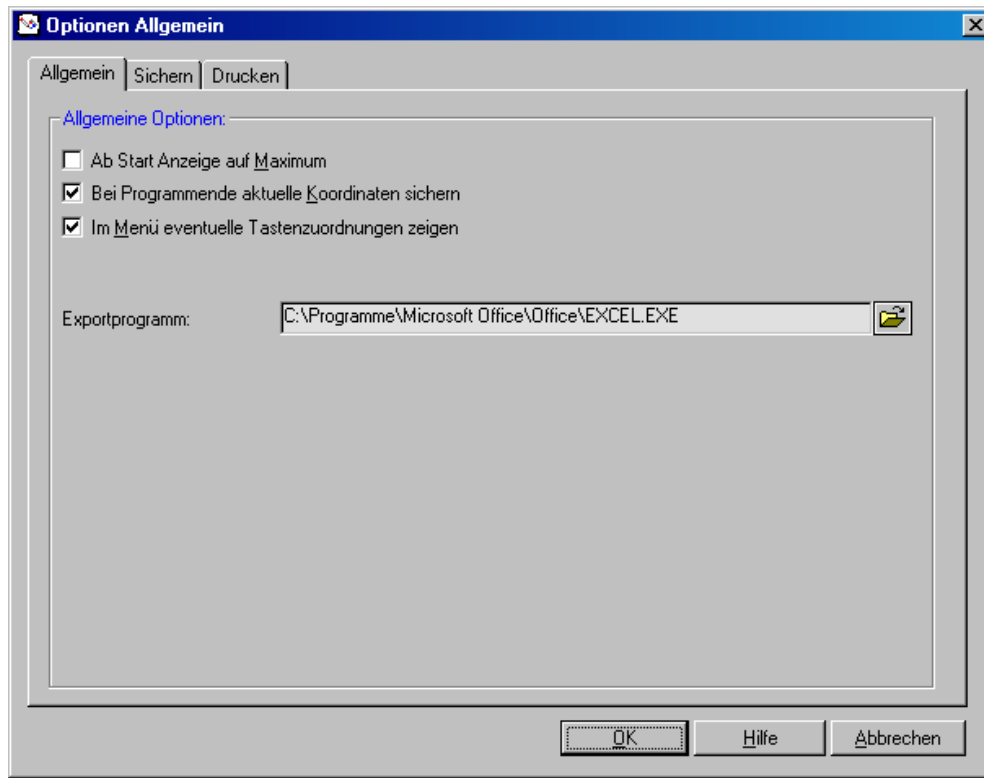 Optionen Allgemein
Allgemein Sichern Drucken
Allgemeine Optionen:
Ab Start Anzeige auf Maximum
Bei Programmende aktuelle Koordinaten sichern
Im Menü eventuelle Tastenzuordnungen zeigen
Exportprogramm: C:\Programme\Microsoft Office\Office\EXCEL.EXE
OK Hilfe Abbrechen